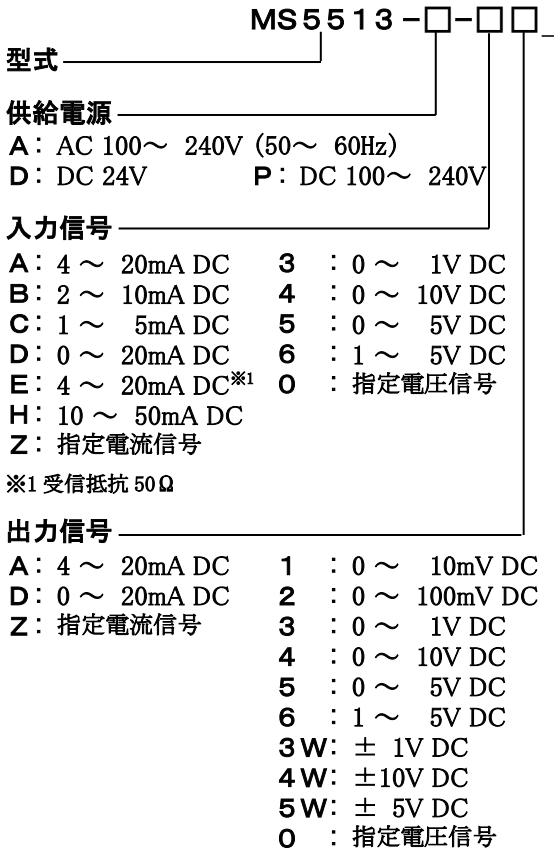 MS5513-□-□□
型式
供給電源
A: AC 100～ 240V (50～ 60Hz)
D: DC 24V P: DC 100～ 240V
入力信号
A: 4 ～ 20mA DC 3 : 0 ～ 1V DC
B: 2 ～ 10mA DC 4 : 0 ～ 10V DC
C: 1 ～ 5mA DC 5 : 0 ～ 5V DC
D: 0 ～ 20mA DC 6 : 1 ～ 5V DC
E: 4 ～ 20mA DC※1 0 : 指定電圧信号
H: 10 ～ 50mA DC
Z: 指定電流信号
※1 受信抵抗 50Ω
出力信号
A: 4 ～ 20mA DC 1 : 0 ～ 10mV DC
D: 0 ～ 20mA DC 2 : 0 ～ 100mV DC
Z: 指定電流信号 3 : 0 ～ 1V DC
4 : 0 ～ 10V DC
5 : 0 ～ 5V DC
6 : 1 ～ 5V DC
3W: ± 1V DC
4W: ±10V DC
5W: ± 5V DC
0 : 指定電圧信号